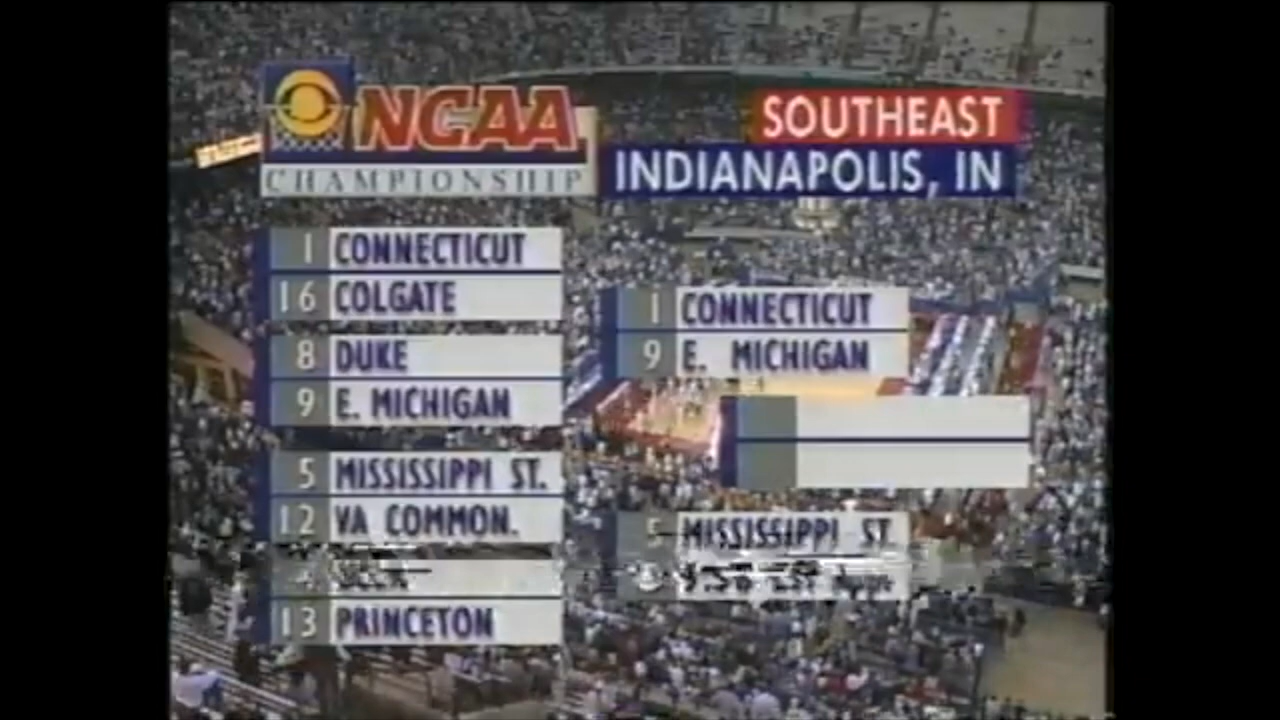 NCAA
CHAMPIONSHIP
SOUTHEAST
INDIANAPOLIS, IN
1 CONNECTICUT
16 COLGATE
8 DUKE
9 E. MICHIGAN
5 MISSISSIPPI ST.
12 VA COMMON.
13 PRINCETON
1 CONNECTICUT
9 E. MICHIGAN
5 MISSISSIPPI ST